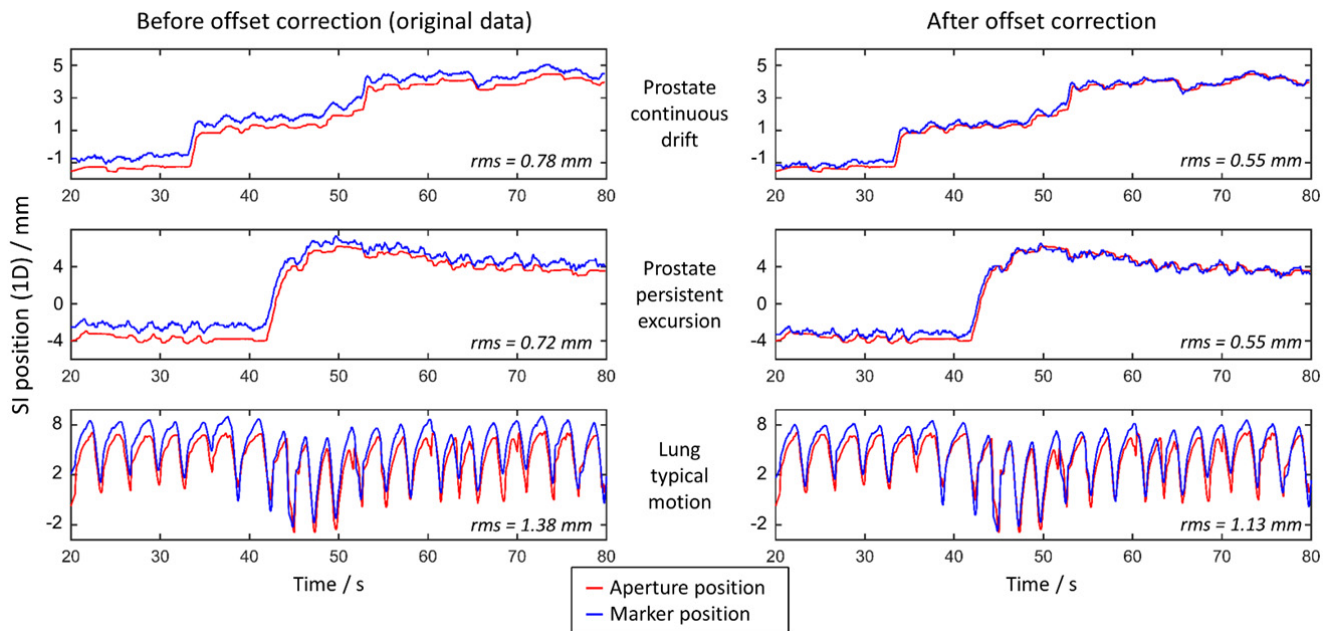 Before offset correction (original data)
After offset correction
SI position (1D) / mm
5
3
1
-1
rms = 0.78 mm
20 30 40 50 60 70 80
Prostate
continuous
drift
5
3
1
-1
rms = 0.55 mm
20 30 40 50 60 70 80
4
0
-4
rms = 0.72 mm
20 30 40 50 60 70 80
Prostate
persistent
excursion
4
0
-4
rms = 0.55 mm
20 30 40 50 60 70 80
8
2
-2
rms = 1.38 mm
20 30 40 50 60 70 80
Time / s
Lung
typical
motion
8
2
-2
rms = 1.13 mm
20 30 40 50 60 70 80
Time / s
Aperture position
Marker position